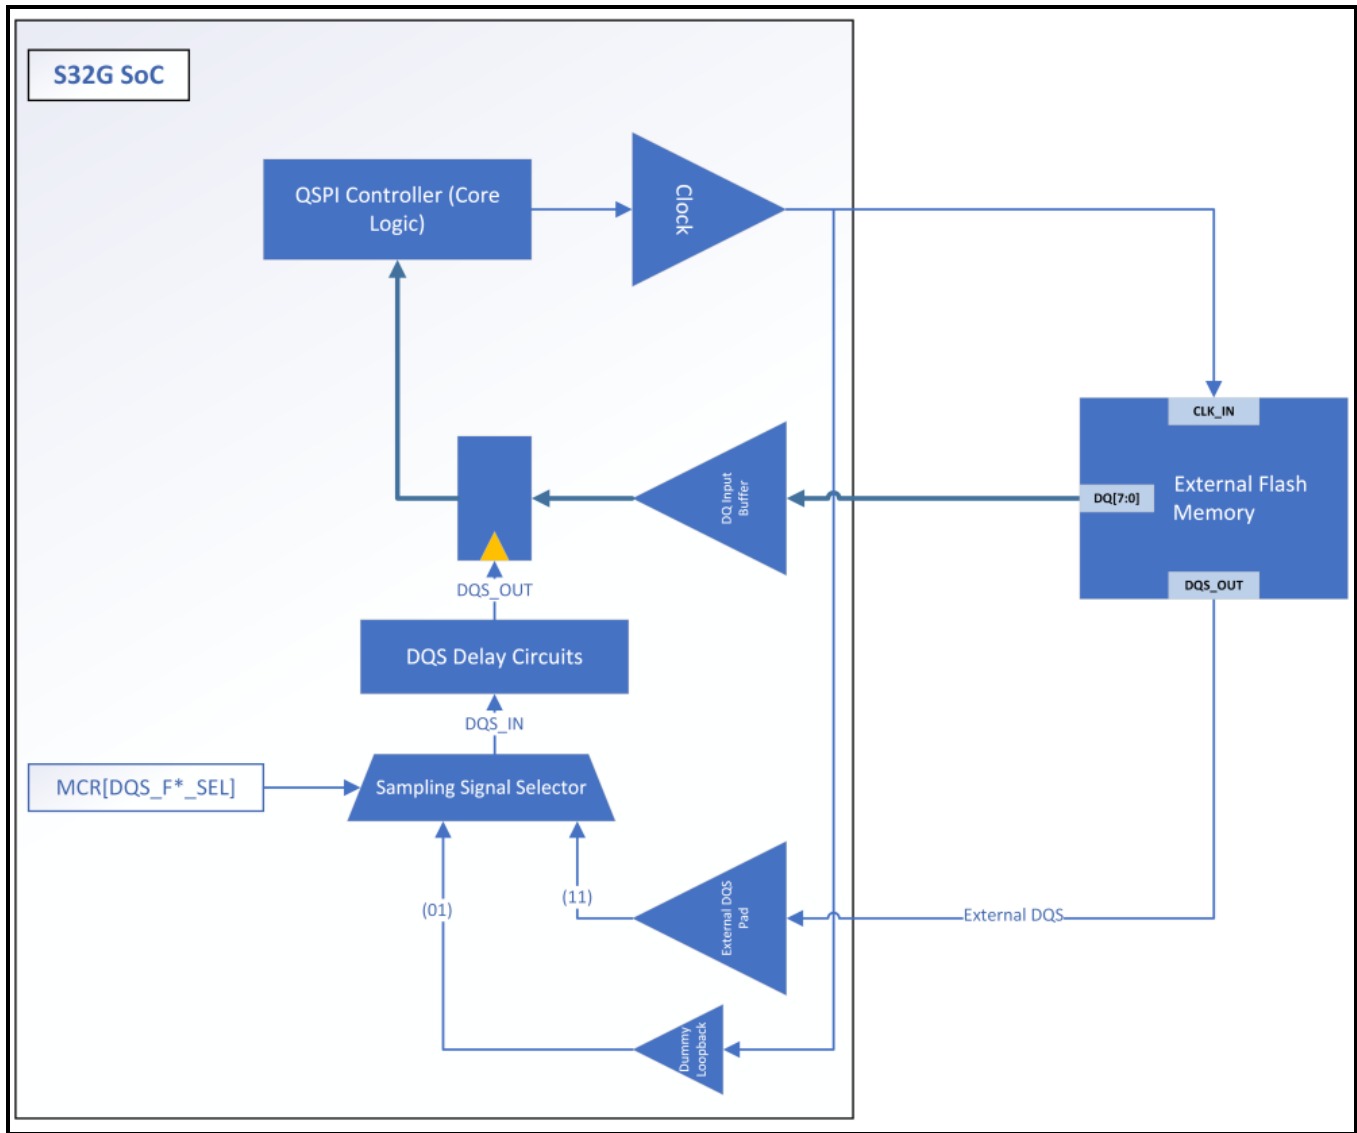 S32G SoC
QSPI Controller (Core
Logic)
Clock
CLK_IN
External Flash
Memory
DQ[7:0]
DQS_OUT
DQ Input
Buffer
DQS_OUT
DQS Delay Circuits
DQS_IN
MCR[DQS_F*_SEL]
Sampling Signal Selector
(01)
(11)
External DQS
Pad
External DQS
Dummy
Loopback